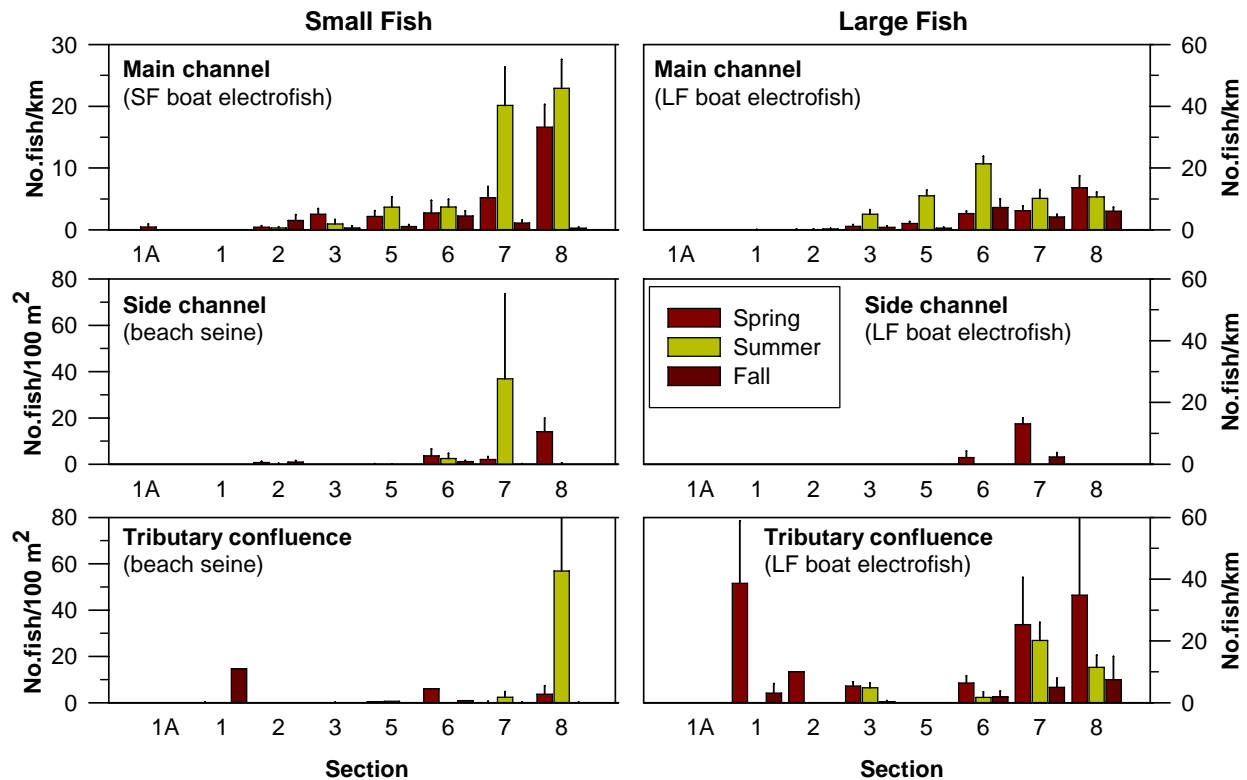 Small Fish
Large Fish
30
20
10
0
No.fish/km
Main channel
(SF boat electrofish)
1A 1 2 3 5 6 7 8
Main channel
(LF boat electrofish)
60
40
20
0
No.fish/km
1A 1 2 3 5 6 7 8
80
60
40
20
0
No.fish/100 m²
Side channel
(beach seine)
1A 1 2 3 5 6 7 8
Spring
Summer
Fall
Side channel
(LF boat electrofish)
60
40
20
0
No.fish/km
1A 1 2 3 5 6 7 8
80
60
40
20
0
No.fish/100 m²
Tributary confluence
(beach seine)
1A 1 2 3 5 6 7 8
Section
Tributary confluence
(LF boat electrofish)
60
40
20
0
No.fish/km
1A 1 2 3 5 6 7 8
Section